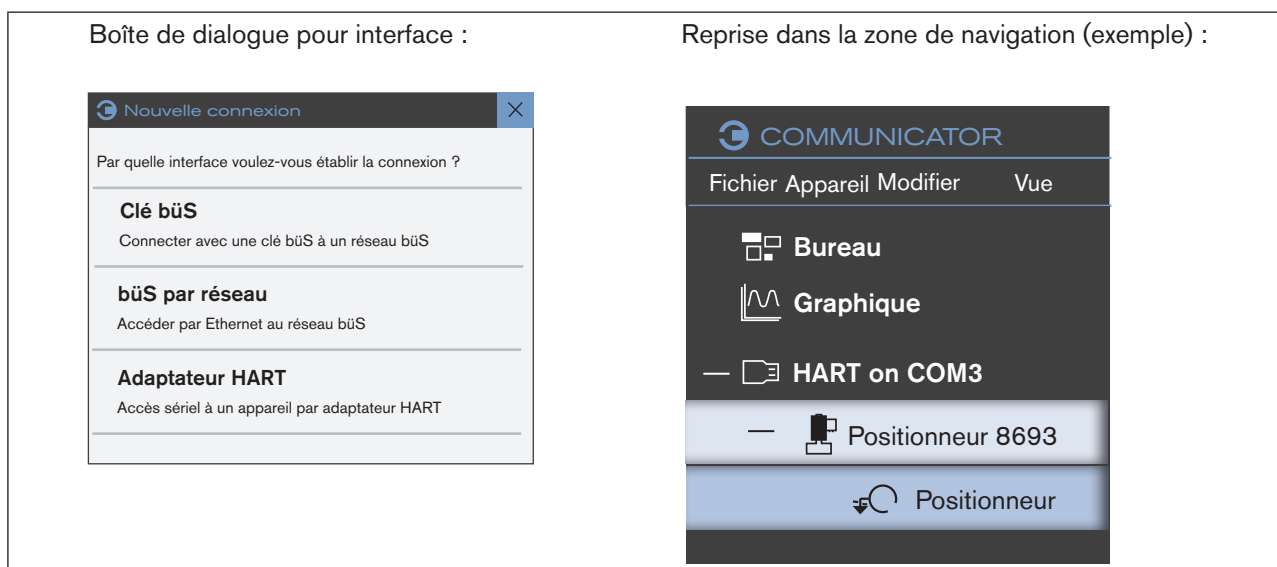 Boîte de dialogue pour interface :
Nouvelle connexion
Par quelle interface voulez-vous établir la connexion ?
Clé büS
Connecter avec une clé büS à un réseau büS
büS par réseau
Accéder par Ethernet au réseau büS
Adaptateur HART
Accès sériel à un appareil par adaptateur HART
Reprise dans la zone de navigation (exemple) :
COMMUNICATOR
Fichier Appareil Modifier Vue
Bureau
Graphique
HART on COM3
Positionneur 8693
Positionneur